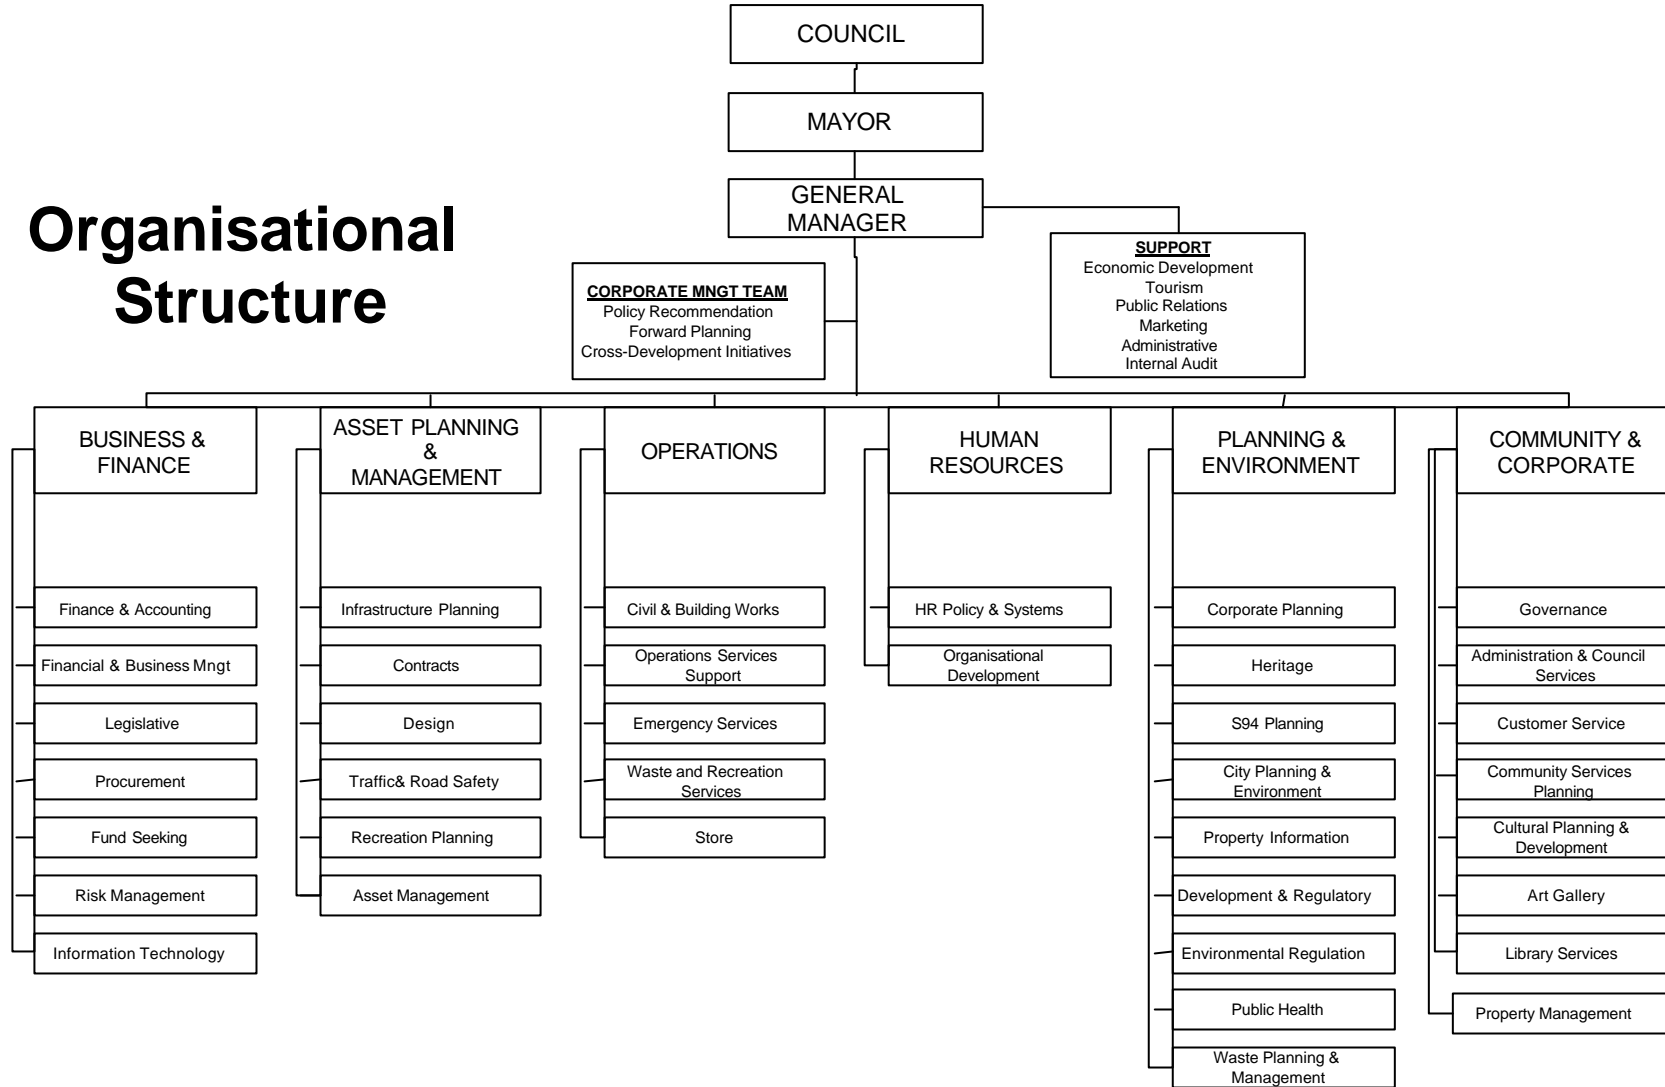 COUNCIL
MAYOR
GENERAL
MANAGER
Organisational
Structure
SUPPORT
Economic Development
Tourism
Public Relations
Marketing
Administrative
Internal Audit
CORPORATE MNGT TEAM
Policy Recommendation
Forward Planning
Cross-Development Initiatives
BUSINESS &
FINANCE
Finance & Accounting
Financial & Business Mngt
Legislative
Procurement
Fund Seeking
Risk Management
Information Technology
ASSET PLANNING
&
MANAGEMENT
Infrastructure Planning
Contracts
Design
Traffic& Road Safety
Recreation Planning
Asset Management
OPERATIONS
Civil & Building Works
Operations Services
Support
Emergency Services
Waste and Recreation
Services
Store
HUMAN
RESOURCES
HR Policy & Systems
Organisational
Development
PLANNING &
ENVIRONMENT
Corporate Planning
Heritage
S94 Planning
City Planning &
Environment
Property Information
Development & Regulatory
Environmental Regulation
Public Health
Waste Planning &
Management
COMMUNITY &
CORPORATE
Governance
Administration & Council
Services
Customer Service
Community Services
Planning
Cultural Planning &
Development
Art Gallery
Library Services
Property Management